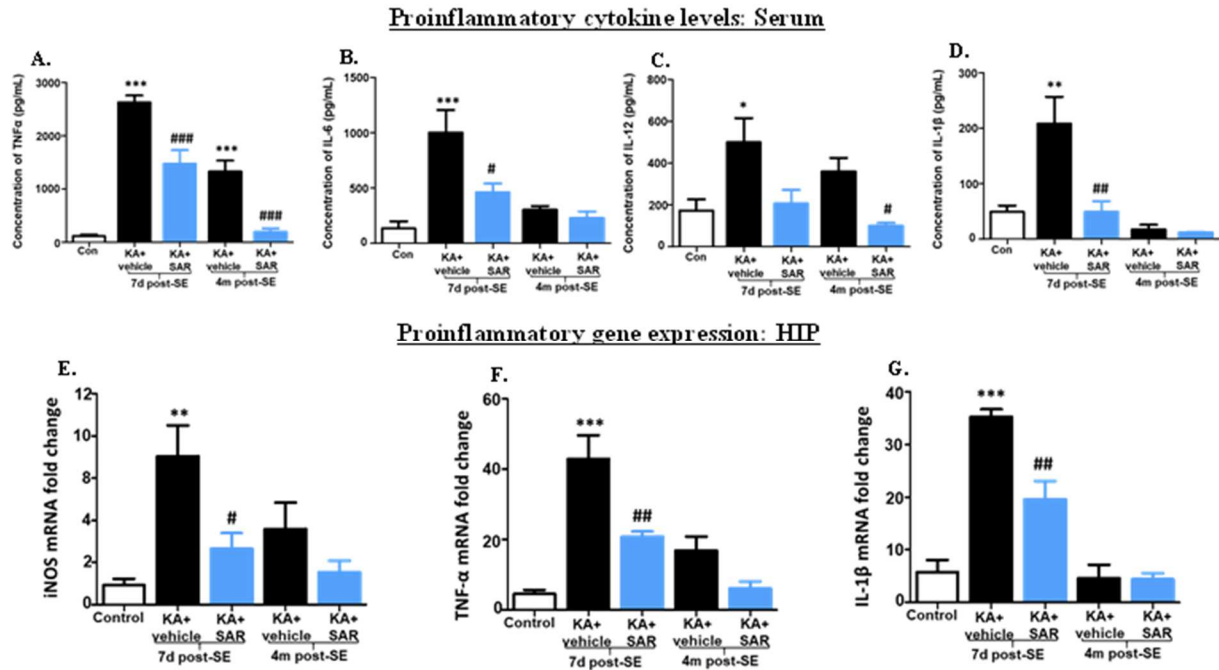 Proinflammatory cytokine levels: Serum
A.
Concentration of TNFα (pg/mL)
3000
2000
1000
0
***
###
***
###
Con
KA+ vehicle
KA+ SAR
KA+ vehicle
KA+ SAR
7d post-SE
4m post-SE
B.
Concentration of IL-6 (pg/mL)
1500
1000
500
0
***
#
Con
KA+ vehicle
KA+ SAR
KA+ vehicle
KA+ SAR
7d post-SE
4m post-SE
C.
Concentration of IL-12 (pg/mL)
800
600
400
200
0
*
#
Con
KA+ vehicle
KA+ SAR
KA+ vehicle
KA+ SAR
7d post-SE
4m post-SE
D.
Concentration of IL-1β (pg/mL)
300
200
100
0
**
##
Con
KA+ vehicle
KA+ SAR
KA+ vehicle
KA+ SAR
7d post-SE
4m post-SE
Proinflammatory gene expression: HIP
E.
iNOS mRNA fold change
12
8
4
2
0
**
#
Control
KA+ vehicle
KA+ SAR
KA+ vehicle
KA+ SAR
7d post-SE
4m post-SE
F.
TNF-α mRNA fold change
60
40
20
0
***
##
Control
KA+ vehicle
KA+ SAR
KA+ vehicle
KA+ SAR
7d post-SE
4m post-SE
G.
IL-1β mRNA fold change
40
30
20
10
0
***
##
Control
KA+ vehicle
KA+ SAR
KA+ vehicle
KA+ SAR
7d post-SE
4m post-SE